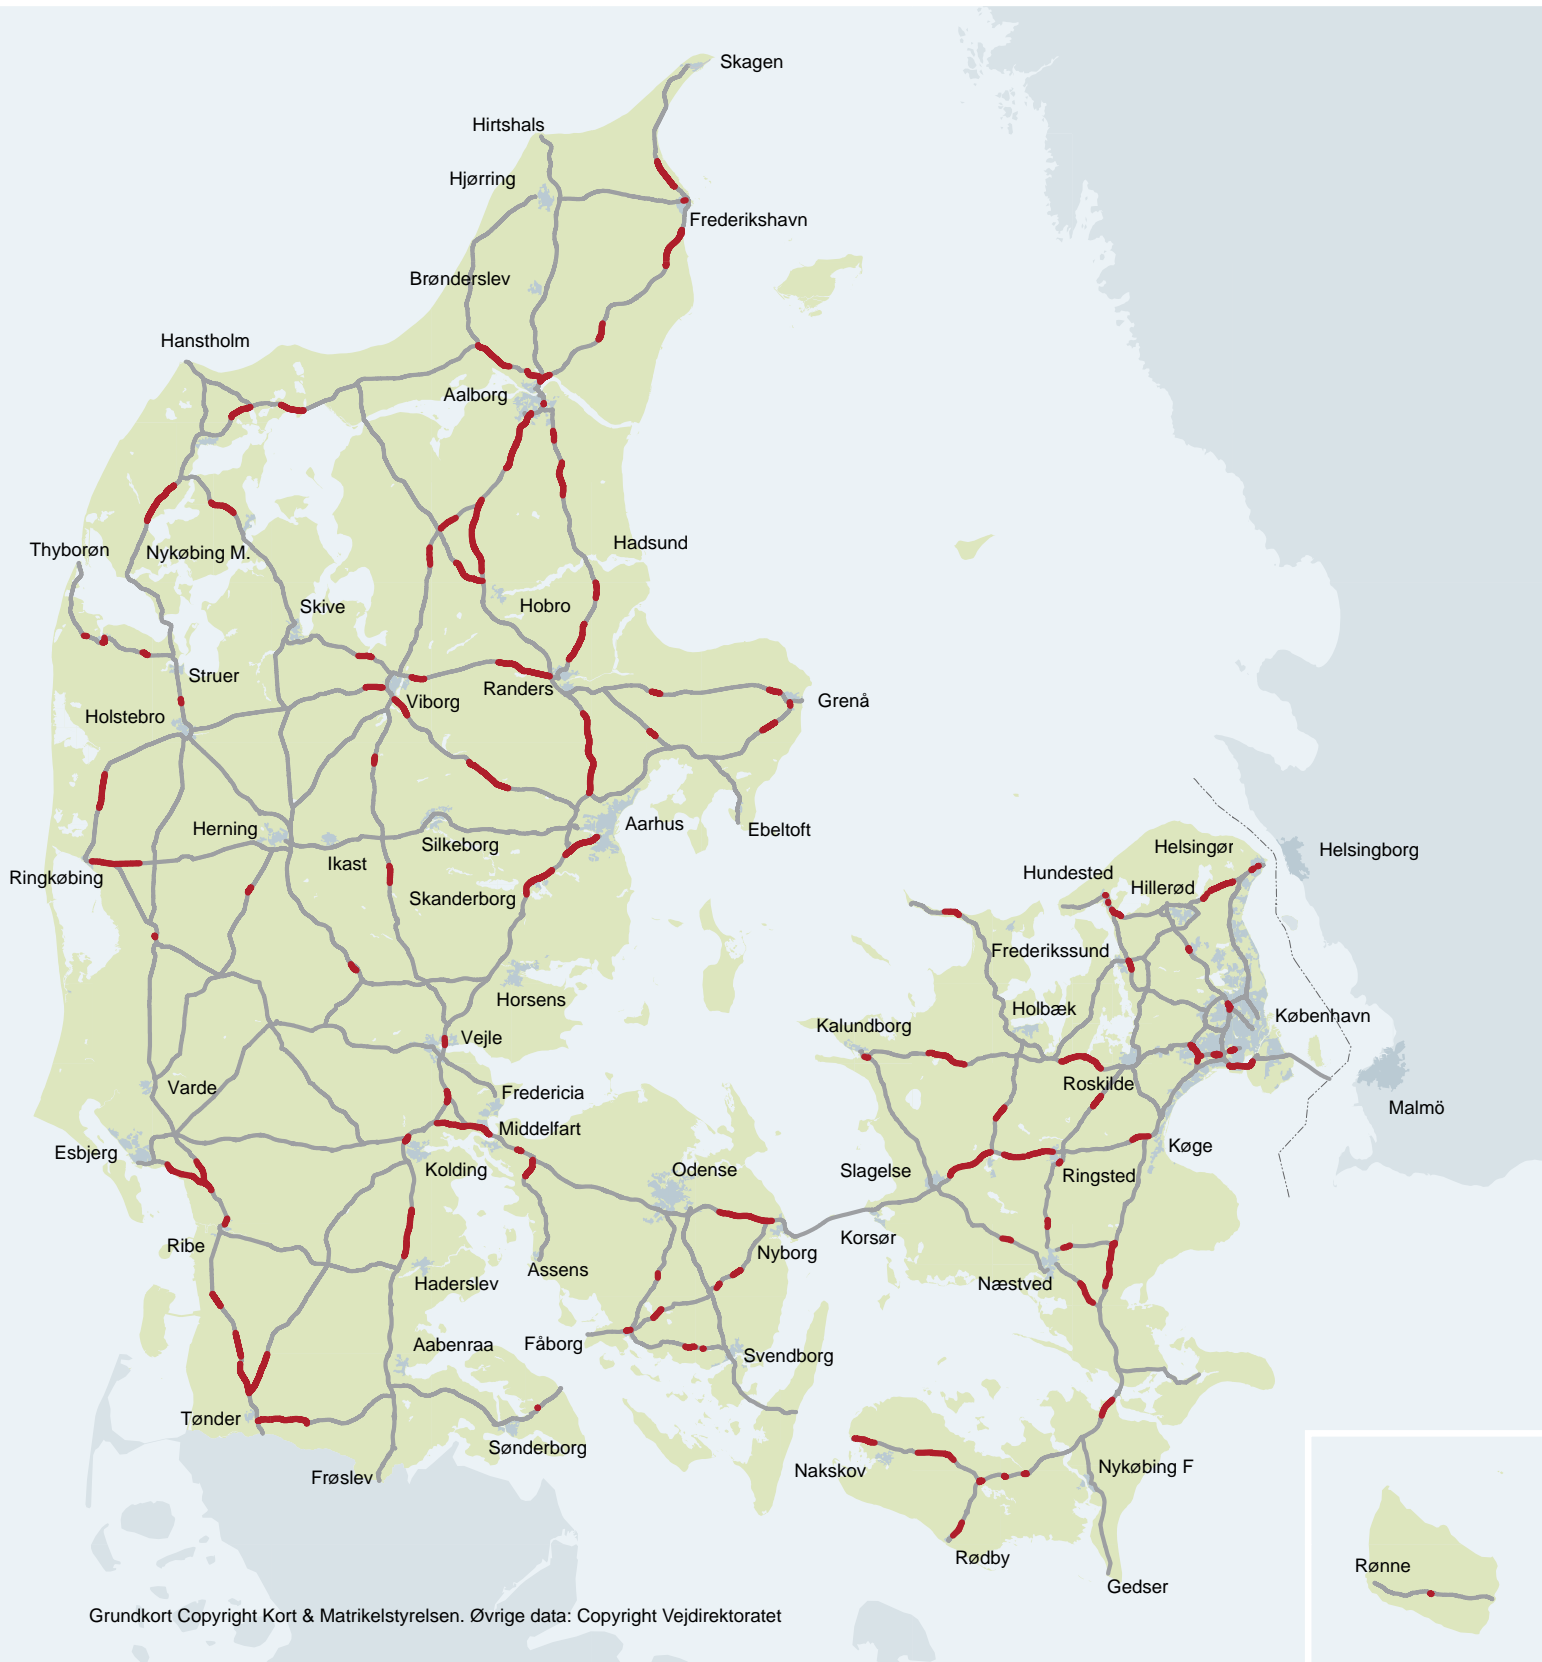 Skagen
Hirtshals
Hjørring
Frederikshavn
Brønderslev
Hanstholm
Aalborg
Hadsund
Thyborøn
Nykøbing M.
Hobro
Skive
Struer
Randers
Viborg
Grenå
Holstebro
Aarhus
Ebeltoft
Herning
Silkeborg
Ikast
Helsingør
Helsingborg
Ringkøbing
Hundested
Hillerød
Skanderborg
Frederikssund
Horsens
Holbæk
København
Kalundborg
Vejle
Varde
Roskilde
Fredericia
Malmö
Middelfart
Esbjerg
Køge
Kolding
Odense
Slagelse
Ringsted
Ribe
Korsør
Nyborg
Assens
Haderslev
Næstved
Aabenraa
Fåborg
Svendborg
Tønder
Sønderborg
Frøslev
Nakskov
Nykøbing F
Rødby
Rønne
Gedser
Grundkort Copyright Kort & Matrikelstyrelsen. Øvrige data: Copyright Vejdirektoratet